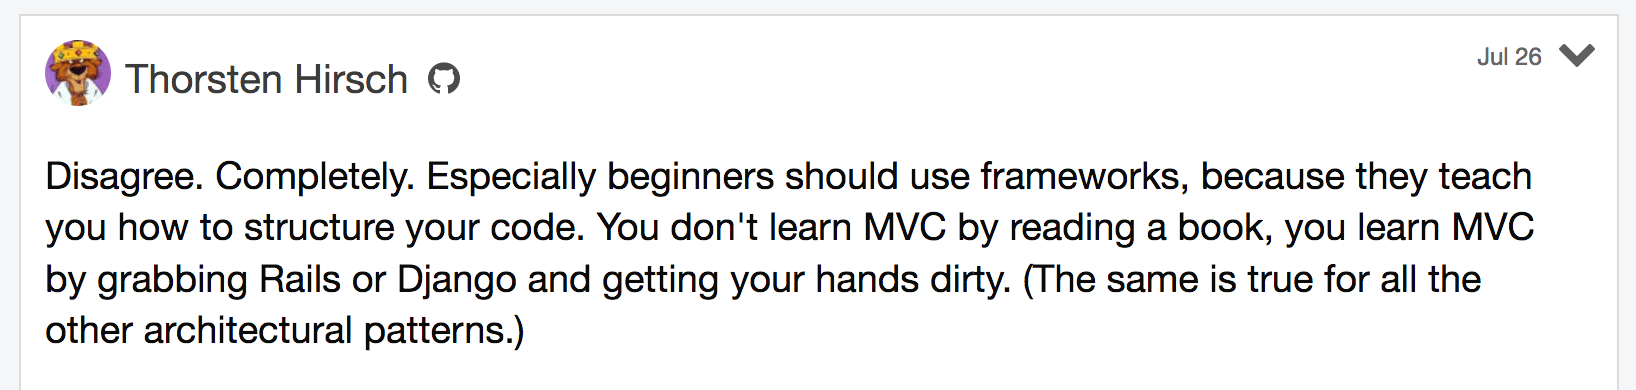 Thorsten Hirsch
Jul 26
Disagree. Completely. Especially beginners should use frameworks, because they teach
you how to structure your code. You don't learn MVC by reading a book, you learn MVC
by grabbing Rails or Django and getting your hands dirty. (The same is true for all the
other architectural patterns.)